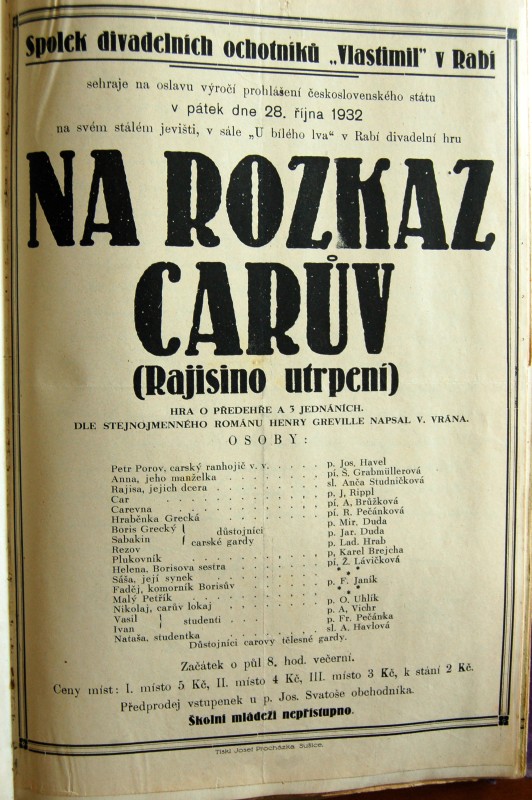 Spolek divadelních ochotníků „Vlastimil" v Rabí
sehraje na oslavu výročí prohlášení československého státu
v pátek dne 28. října 1932
na svém stálém jevišti, v sále „U bílého lva" v Rabí divadelní hru
NA ROZKAZ
CARŮV
(Rajisino utrpení)
HRA O PŘEDEHŘE A 3 JEDNÁNÍCH.
DLE STEJNOJMENNÉHO ROMÁNU HENRY GREVILLE NAPSAL V. VRÁNA.
OSOBY:
Petr Porov, carský ranhojič v. v. . . . . . p. Jos. Havel
Anna, jeho manželka . . . . . . . pí. Š. Grabmüllerová
Rajisa, jejich dcera . . . . . . . sl. Anča Studničková
Car . . . . . . . p. J, Rippl
Carevna . . . . . . . pí. A, Brůžková
Hraběnka Grecká . . . . . . . pí. R. Pečánková
Boris Grecký | důstojníci p. Mir. Duda
Sabakin | carské gardy p. Jar. Duda
Rezov p. Lad. Hrab
Plukovník . . . . . . . p, Karel Brejcha
Helena, Borisova sestra . . . . . . . pí, Ž. Lávičková
Sáša, její synek . . . . . . . * * *
Faděj, komorník Borisův . . . . . . . p. F. Janík
Malý Petřík . . . . . . . * * *
Nikolaj, carův lokaj . . . . . . . p. O, Uhlík
Vasil | studenti . . . . . p. A, Vichr
Ivan | p. Fr. Pečánka
Nataša, studentka . . . . . . . sl. A. Havlová
Důstojníci carovy tělesné gardy.
Začátek o půl 8. hod. večerní.
Ceny míst: I. místo 5 Kč, II. místo 4 Kč, III. místo 3 Kč, k stání 2 Kč.
Předprodej vstupenek u p. Jos. Svatoše obchodníka.
Školní mládeži nepřístupno.
Tiskl Josef Procházka Sušice.